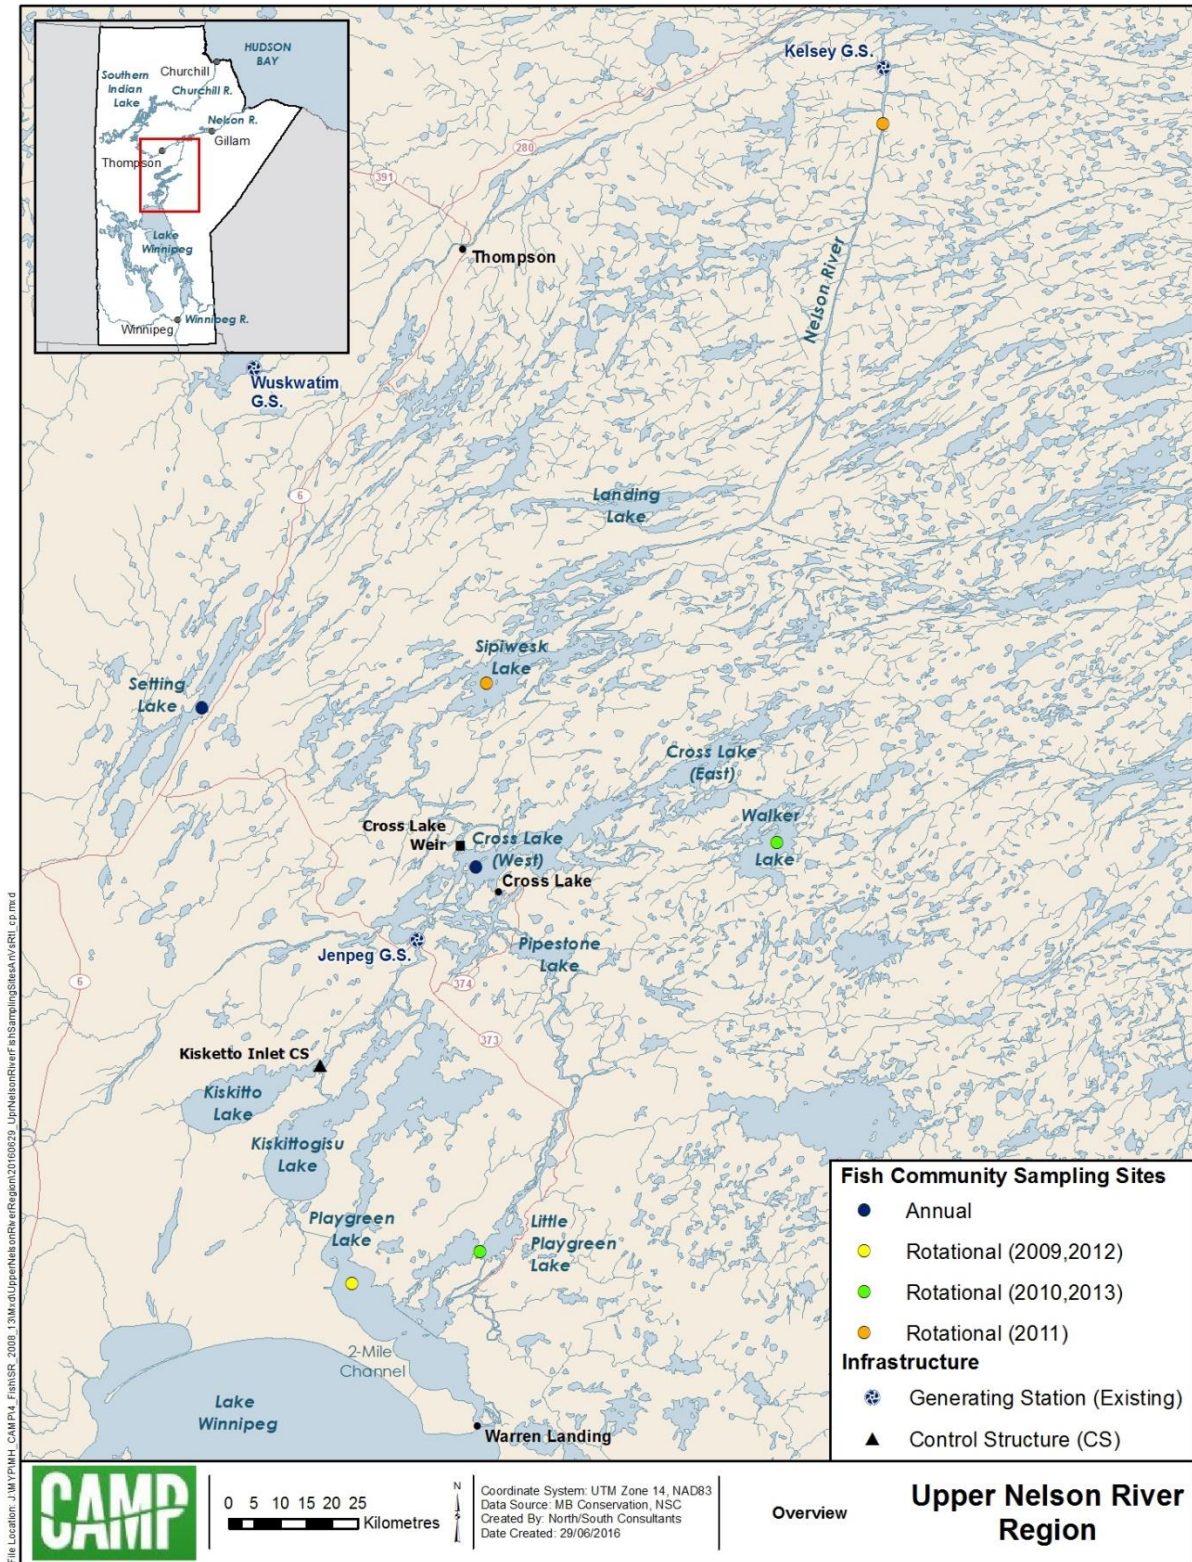 HUDSON
BAY
Churchill
Southern
Indian
Lake
Churchill R.
Nelson R.
Gillam
Thompson
Lake
Winnipeg
Winnipeg R.
Winnipeg
Kelsey G.S.
280
391
Thompson
Nelson River
Wuskwatim
G.S.
6
Landing
Lake
Sipiwesk
Lake
Setting
Lake
Cross Lake
(East)
Cross Lake
Weir
Cross Lake
(West)
Walker
Lake
Cross Lake
Jenpeg G.S.
Pipestone
Lake
6
374
373
Kisketto Inlet CS
Kiskitto
Lake
Kiskittogisu
Lake
Playgreen
Lake
Little
Playgreen
Lake
2-Mile
Channel
Lake
Winnipeg
Warren Landing
Fish Community Sampling Sites
Annual
Rotational (2009,2012)
Rotational (2010,2013)
Rotational (2011)
Infrastructure
Generating Station (Existing)
Control Structure (CS)
CAMP
0 5 10 15 20 25
Kilometres
N
Coordinate System: UTM Zone 14, NAD83
Data Source: MB Conservation, NSC
Created By: North/South Consultants
Date Created: 29/06/2016
Overview
Upper Nelson River
Region